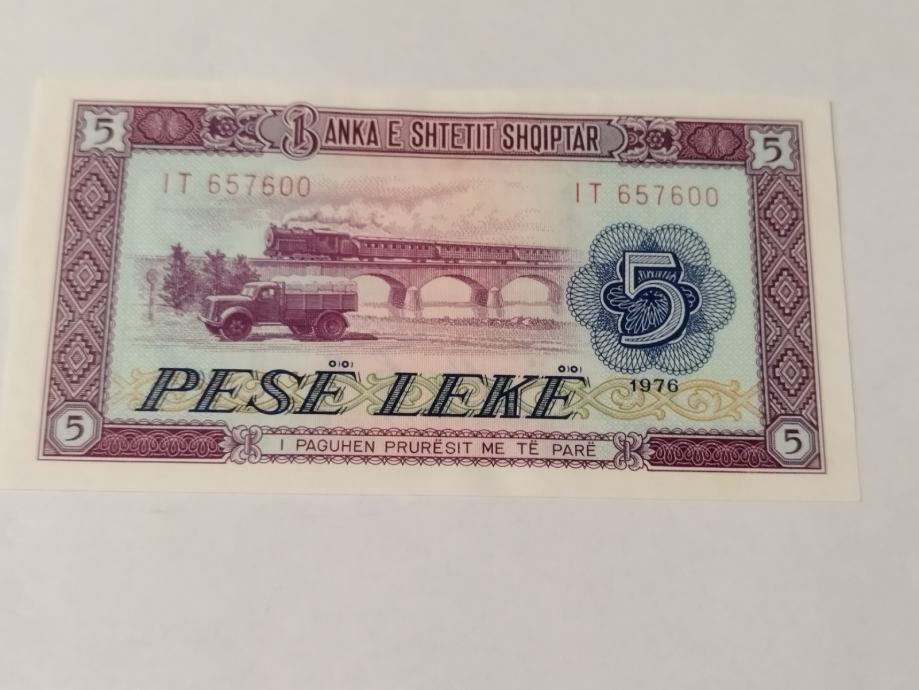 5 BANKA E SHTETIT SHQIPTAR 5
IT 657600
IT 657600
5
PESË LEKË
1976
5 I PAGUHEN PRURËSIT ME TË PARË 5